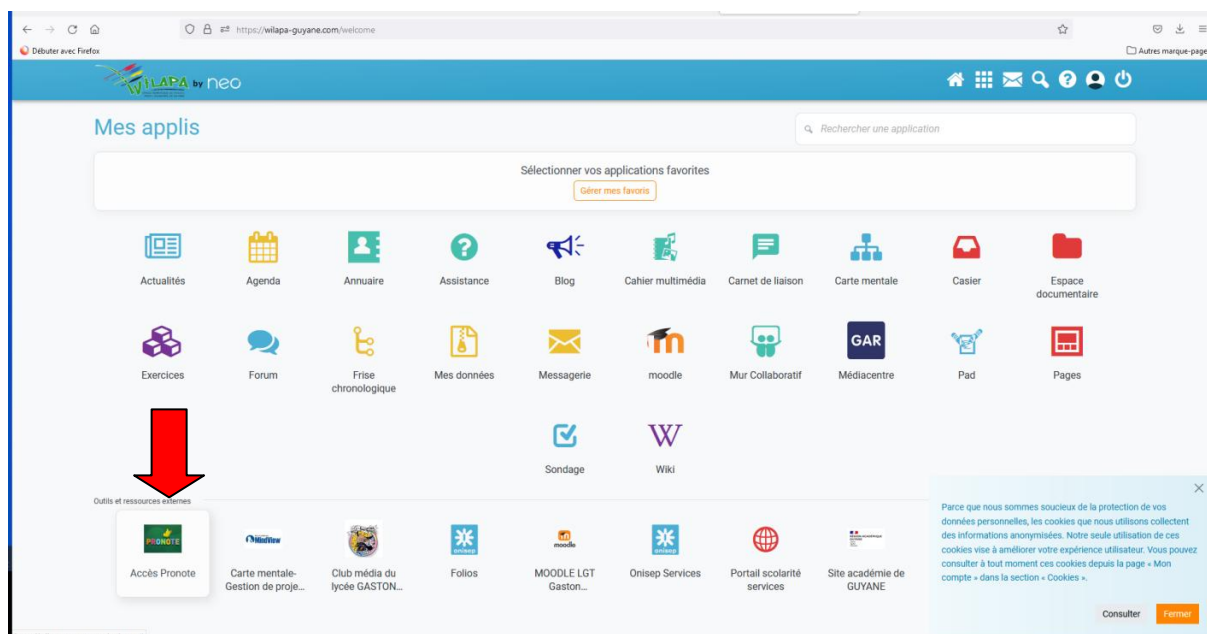 https://wilapa-guyane.com/welcome
Débuter avec Firefox
Autres marque-page
WILAPA by neo
Mes applis
Rechercher une application
Sélectionner vos applications favorites
Gérer mes favoris
Actualités
Agenda
Annuaire
Assistance
Blog
Cahier multimédia
Carnet de liaison
Carte mentale
Casier
Espace
documentaire
GAR
Exercices
Forum
Frise
chronologique
Mes données
Messagerie
moodle
Mur Collaboratif
Médiacentre
Pad
Pages
Sondage
Wiki
Outils et ressources externes
PRONOTE
MindView
onisep
moodle
onisep
Accès Pronote
Carte mentale-
Gestion de proje...
Club média du
lycée GASTON...
Folios
MOODLE LGT
Gaston...
Onisep Services
Portail scolarité
services
Site académie de
GUYANE
Parce que nous sommes soucieux de la protection de vos
données personnelles, les cookies que nous utilisons collectent
des informations anonymisées. Notre seule utilisation de ces
cookies vise à améliorer votre expérience utilisateur. Vous pouvez
consulter à tout moment ces cookies depuis la page « Mon
compte » dans la section « Cookies ».
Consulter
Fermer